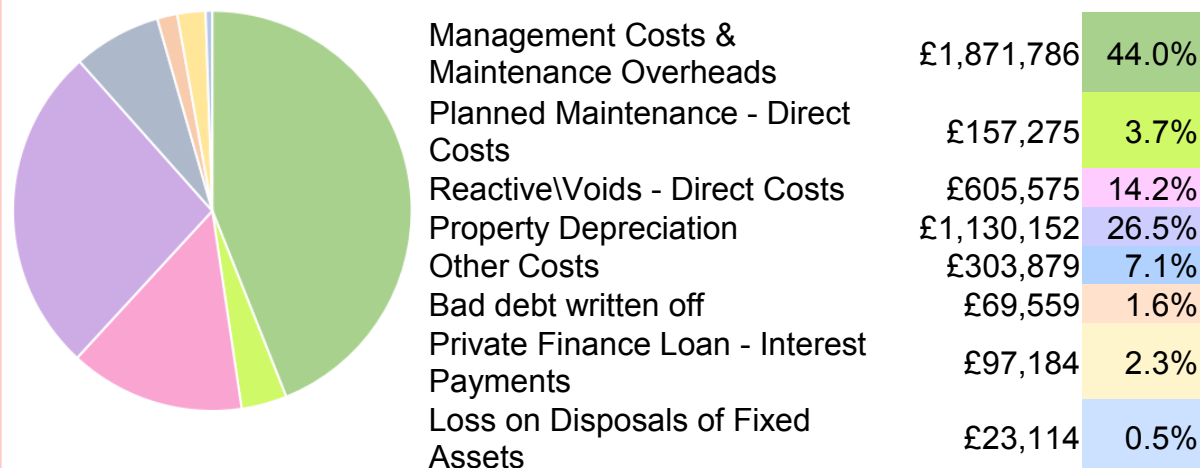 Management Costs &
Maintenance Overheads £1,871,786 44.0%
Planned Maintenance - Direct
Costs £157,275 3.7%
Reactive\Voids - Direct Costs £605,575 14.2%
Property Depreciation £1,130,152 26.5%
Other Costs £303,879 7.1%
Bad debt written off £69,559 1.6%
Private Finance Loan - Interest
Payments £97,184 2.3%
Loss on Disposals of Fixed
Assets £23,114 0.5%